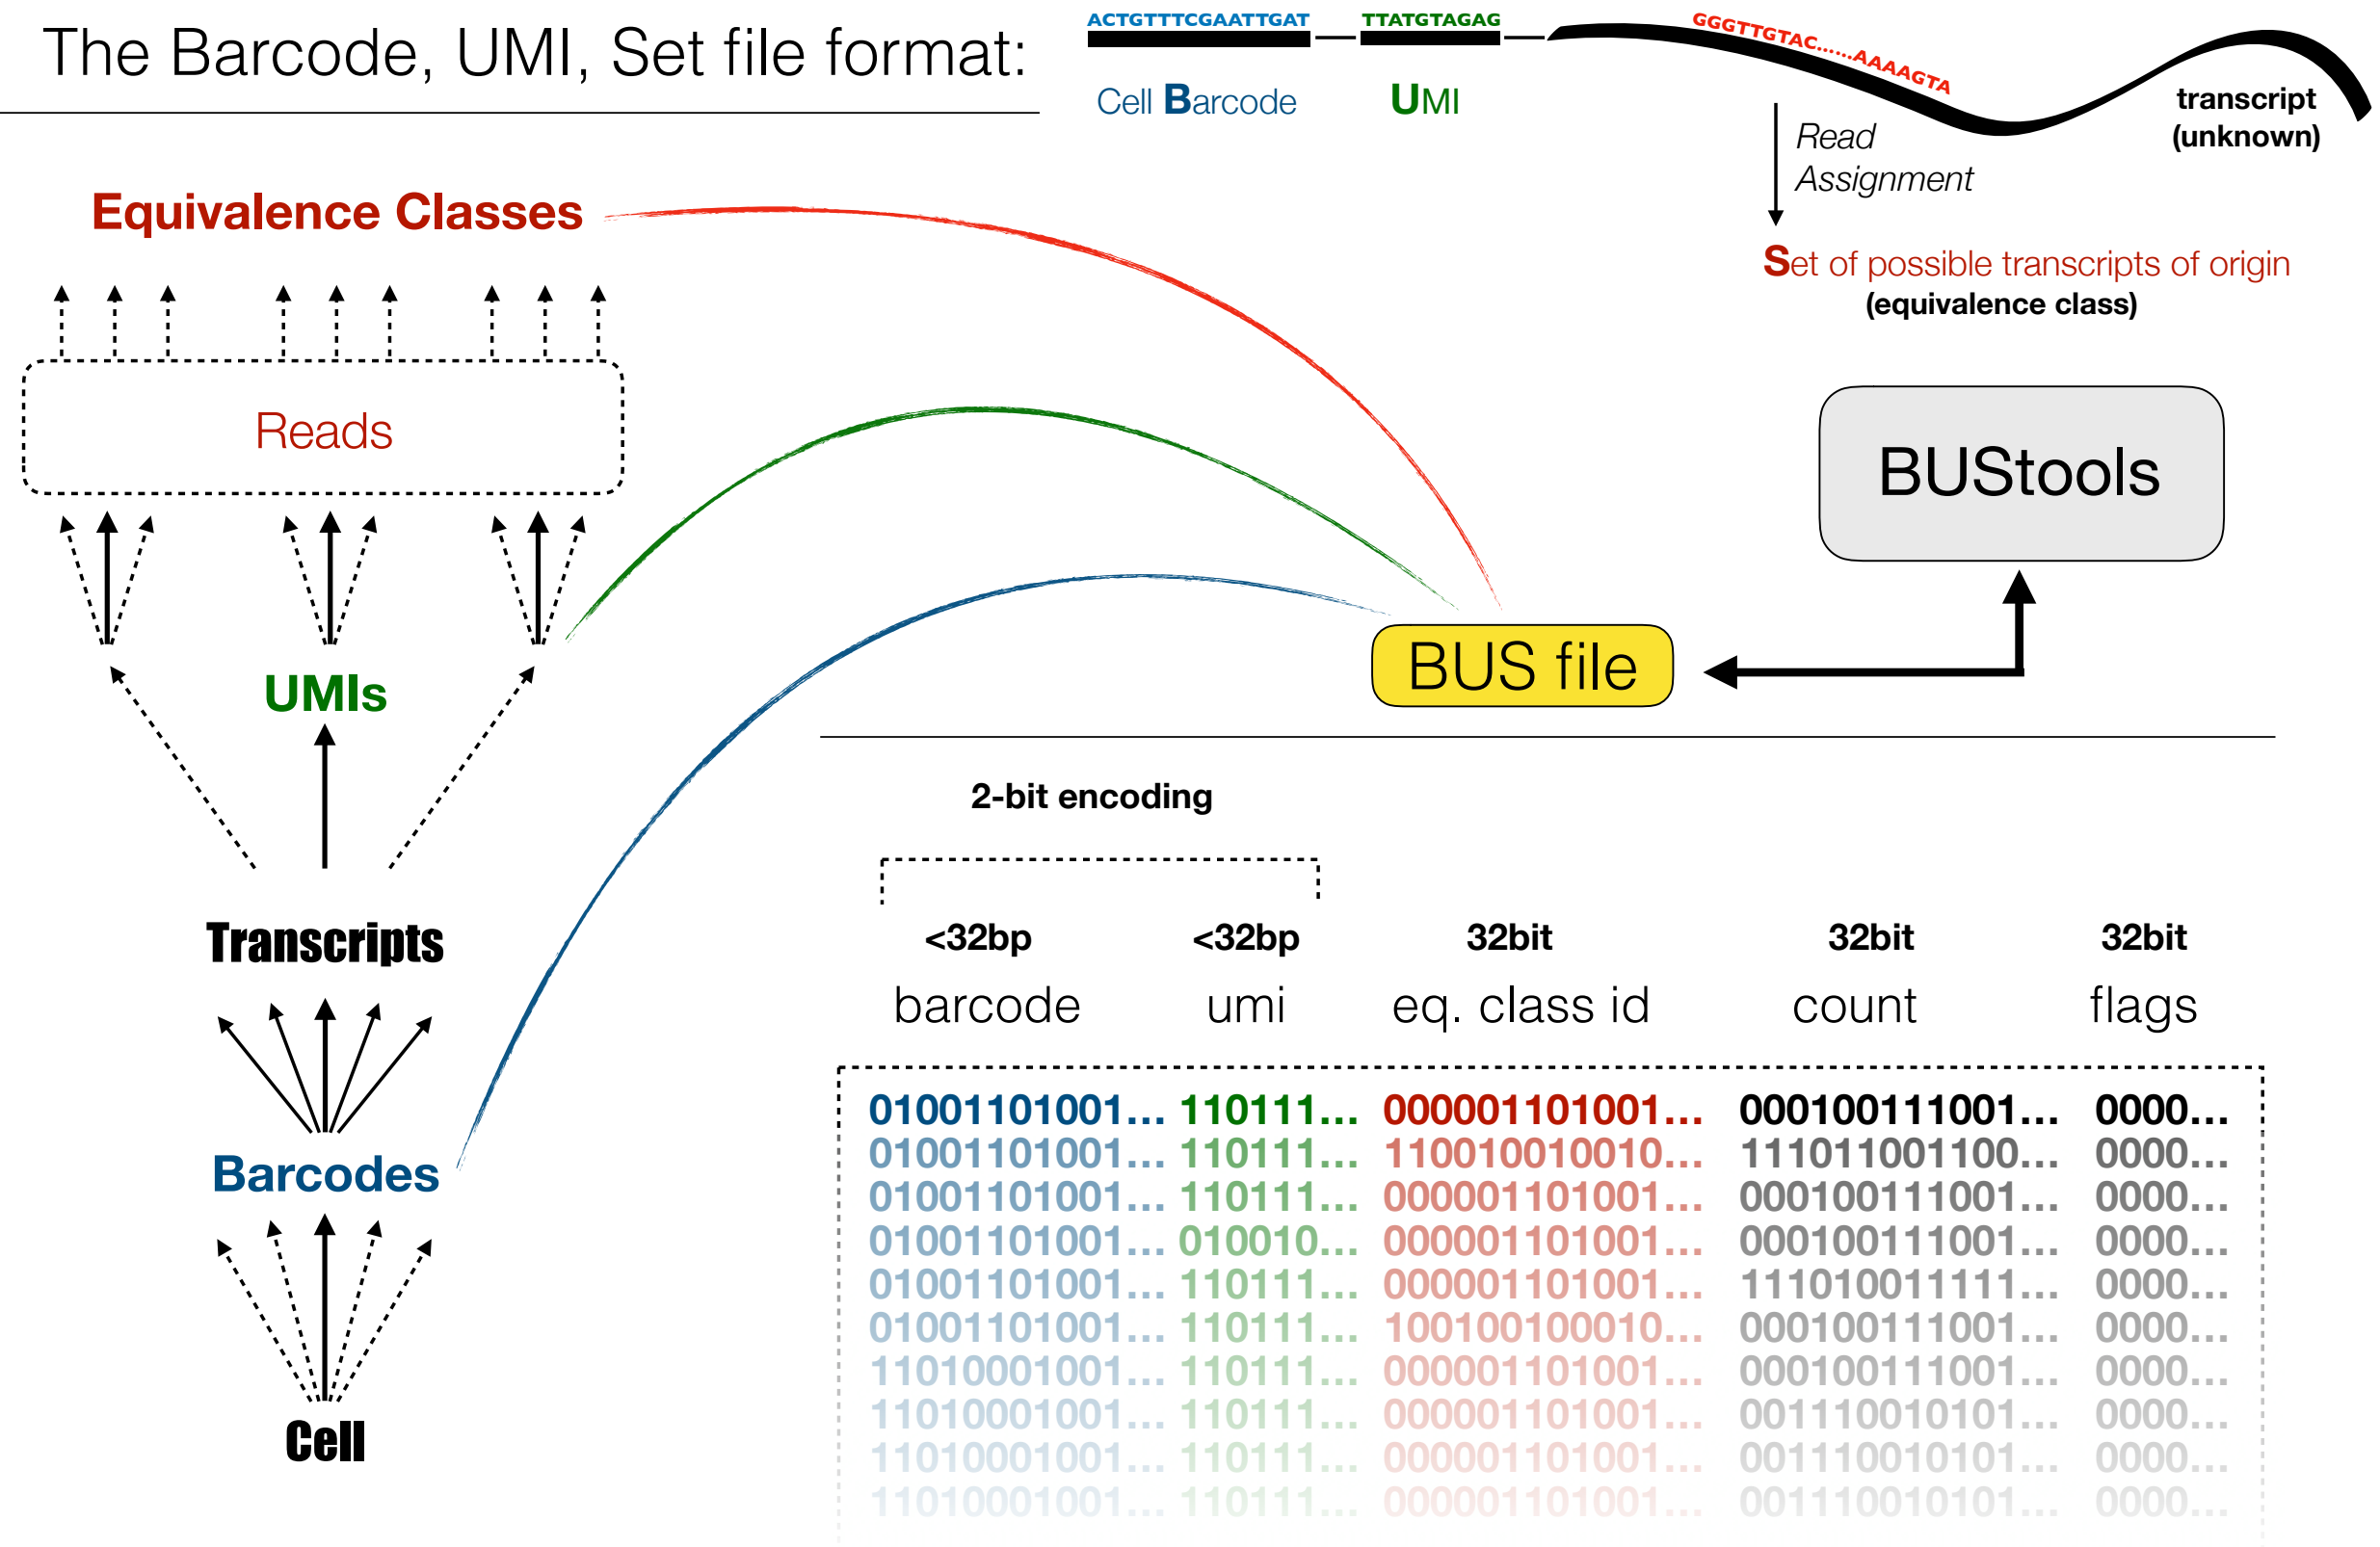 The Barcode, UMI, Set file format:
ACTGTTTCGAATTGAT
TTATGTAGAG
GGGTTGTAC......AAAAGTA
Cell Barcode
UMI
transcript
(unknown)
Read
Assignment
Set of possible transcripts of origin
(equivalence class)
Equivalence Classes
Reads
UMIs
Transcripts
Barcodes
Cell
BUStools
BUS file
2-bit encoding
<32bp <32bp 32bit 32bit 32bit
barcode umi eq. class id count flags
01001101001... 110111... 000001101001... 000100111001... 0000...
01001101001... 110111... 110010010010... 111011001100... 0000...
01001101001... 110111... 000001101001... 000100111001... 0000...
01001101001... 010010... 000001101001... 000100111001... 0000...
01001101001... 110111... 000001101001... 111010011111... 0000...
01001101001... 110111... 100100100010... 000100111001... 0000...
11010001001... 110111... 000001101001... 000100111001... 0000...
11010001001... 110111... 000001101001... 001110010101... 0000...
11010001001... 110111... 000001101001... 001110010101... 0000...
11010001001... 110111... 000001101001... 001110010101... 0000...